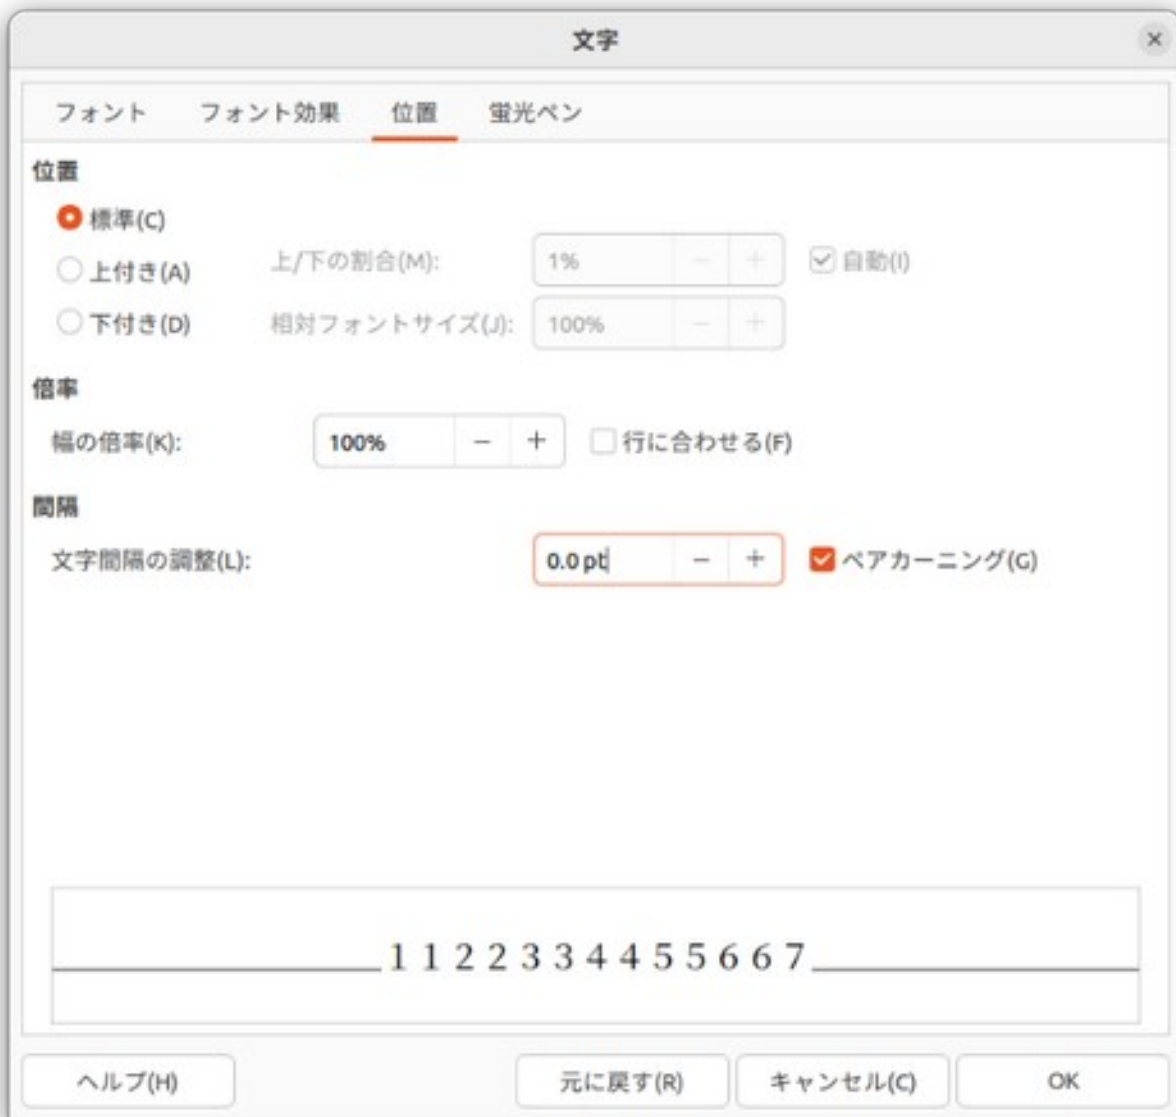 文字
フォント フォント効果 位置 蛍光ペン
位置
標準(C)
上付き(A) 上/下の割合(M): 1% − + 自動(I)
下付き(D) 相対フォントサイズ(J): 100% − +
倍率
幅の倍率(K): 100% − + 行に合わせる(F)
間隔
文字間隔の調整(L): 0.0 pt − + ペアカーニング(G)
1 1 2 2 3 3 4 4 5 5 6 6 7
ヘルプ(H) 元に戻す(R) キャンセル(C) OK